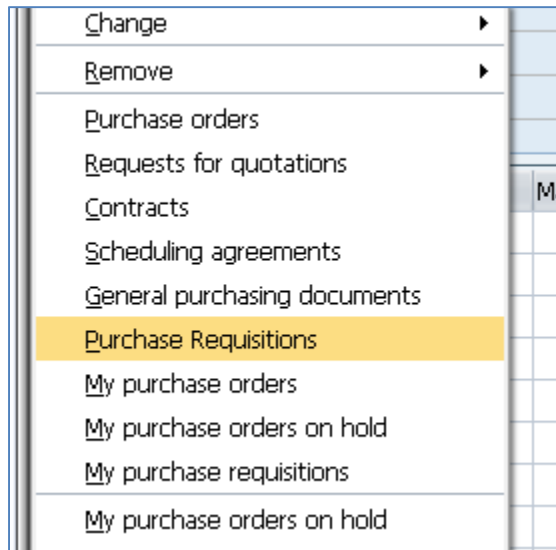 Change
Remove
Purchase orders
Requests for quotations
Contracts
Scheduling agreements
General purchasing documents
Purchase Requisitions
My purchase orders
My purchase orders on hold
My purchase requisitions
My purchase orders on hold
M